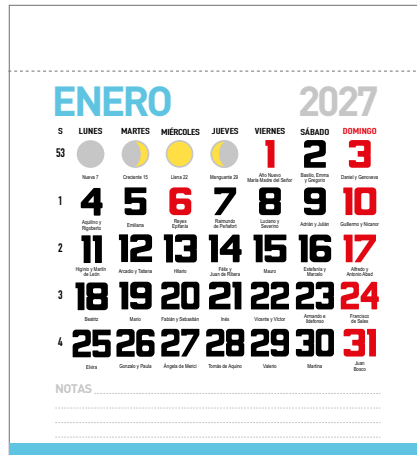 ENERO 2027
S LUNES MARTES MIÉRCOLES JUEVES VIERNES SÁBADO DOMINGO
53 1 2 3
Nueva 7 Creciente 15 Llena 22 Menguante 29 Año Nuevo María Madre del Señor Basilio, Emma y Gregorio Daniel y Genoveva
1 4 5 6 7 8 9 10
Aquilino y Rigoberto Emiliana Reyes Epifanía Raimundo de Peñafort Luciano y Severino Adrián y Julián Guillermo y Nicanor
2 11 12 13 14 15 16 17
Higinio y Martín de León Arcadio y Tatiana Hilario Félix y Juan de Ribera Mauro Estefanía y Marcelo Alfredo y Antonio Abad
3 18 19 20 21 22 23 24
Beatriz Mario Fabián y Sebastián Inés Vicente y Víctor Armando e Ildefonso Francisco de Sales
4 25 26 27 28 29 30 31
Elvira Gonzalo y Paula Ángela de Merici Tomás de Aquino Valerio Martina Juan Bosco
NOTAS